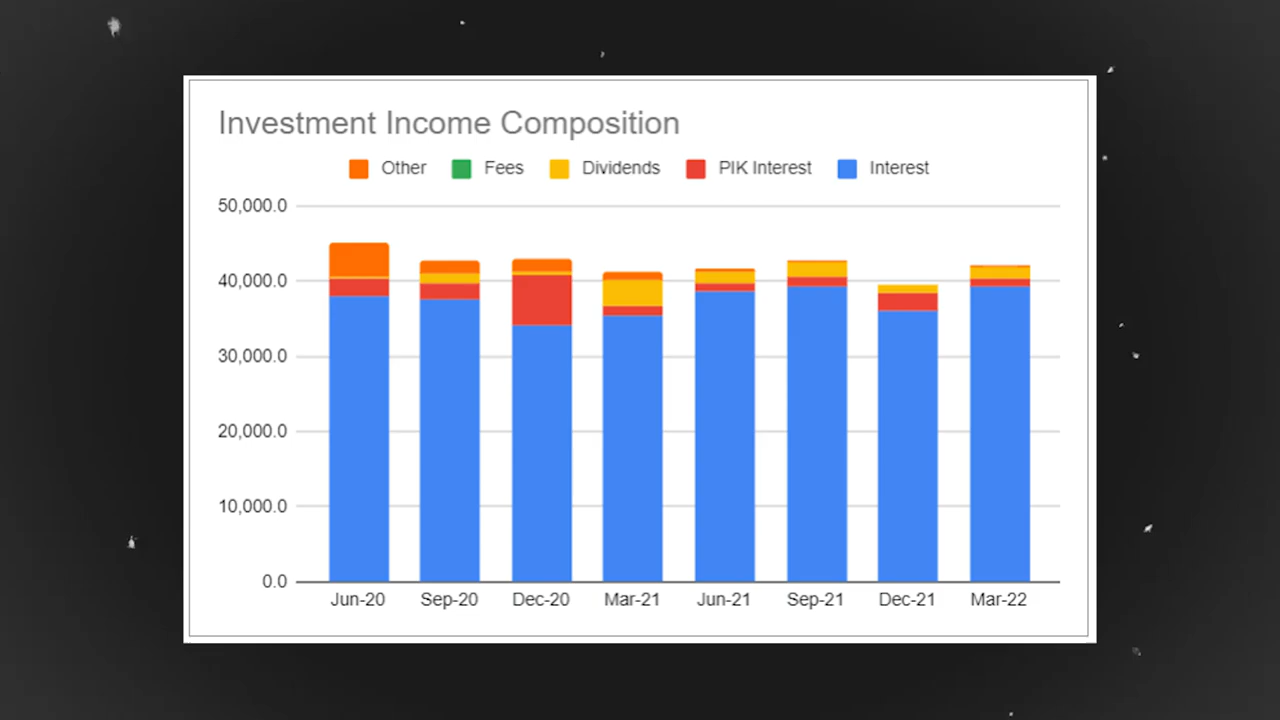 Investment Income Composition
Other Fees Dividends PIK Interest Interest
50,000.0
40,000.0
30,000.0
20,000.0
10,000.0
0.0
Jun-20 Sep-20 Dec-20 Mar-21 Jun-21 Sep-21 Dec-21 Mar-22